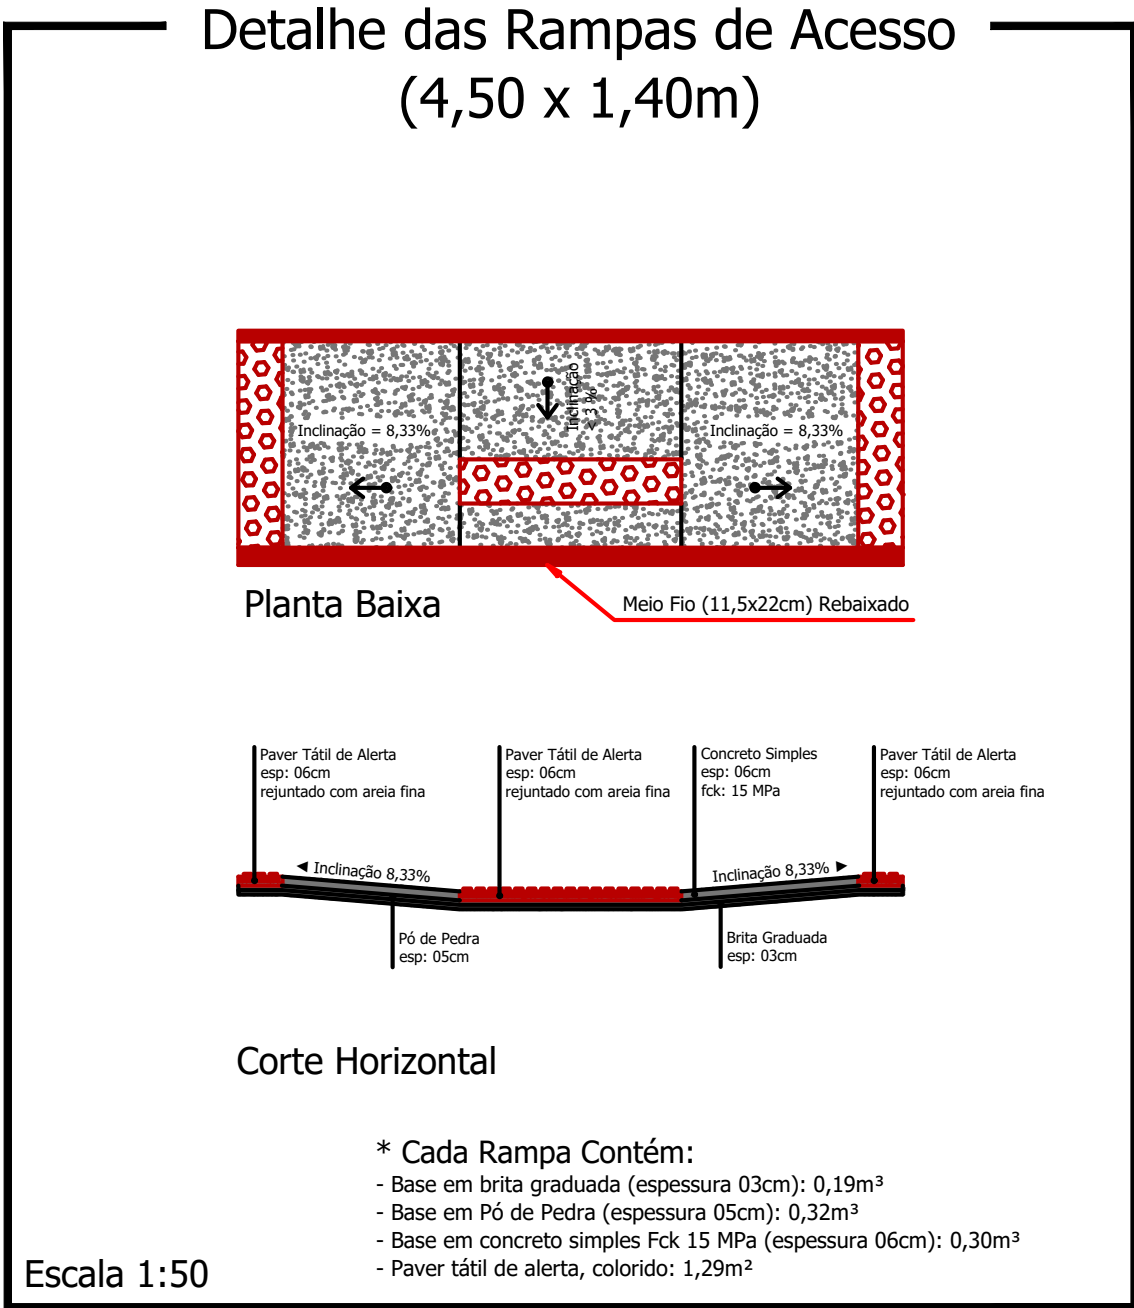 Detalhe das Rampas de Acesso
(4,50 x 1,40m)
Inclinação
< 3 %
Inclinação = 8,33%
Inclinação = 8,33%
Planta Baixa
Meio Fio (11,5x22cm) Rebaixado
Paver Tátil de Alerta
esp: 06cm
rejuntado com areia fina
Paver Tátil de Alerta
esp: 06cm
rejuntado com areia fina
Concreto Simples
esp: 06cm
fck: 15 MPa
Paver Tátil de Alerta
esp: 06cm
rejuntado com areia fina
Inclinação 8,33%
Inclinação 8,33%
Pó de Pedra
esp: 05cm
Brita Graduada
esp: 03cm
Corte Horizontal
* Cada Rampa Contém:
- Base em brita graduada (espessura 03cm): 0,19m³
- Base em Pó de Pedra (espessura 05cm): 0,32m³
- Base em concreto simples Fck 15 MPa (espessura 06cm): 0,30m³
- Paver tátil de alerta, colorido: 1,29m²
Escala 1:50